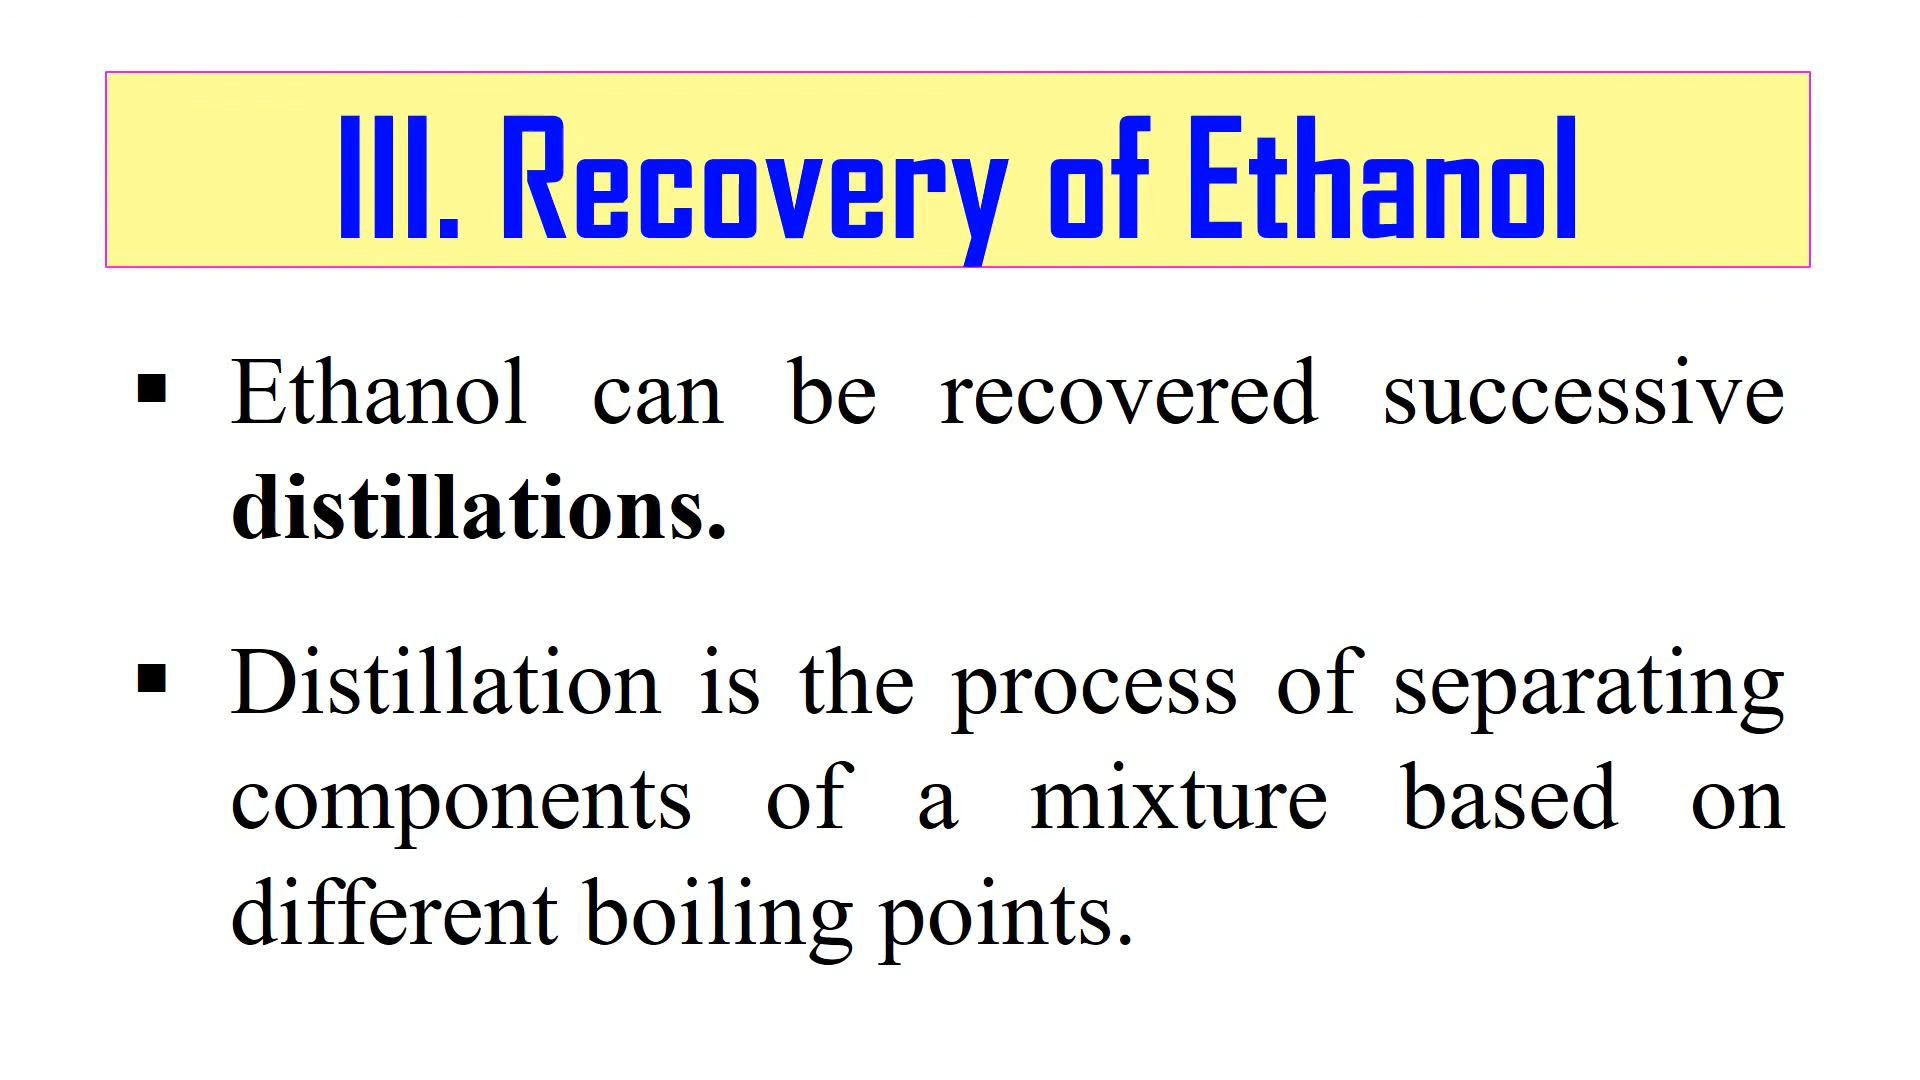 III. Recovery of Ethanol
▪ Ethanol can be recovered successive
distillations.
▪ Distillation is the process of separating
components of a mixture based on
different boiling points.